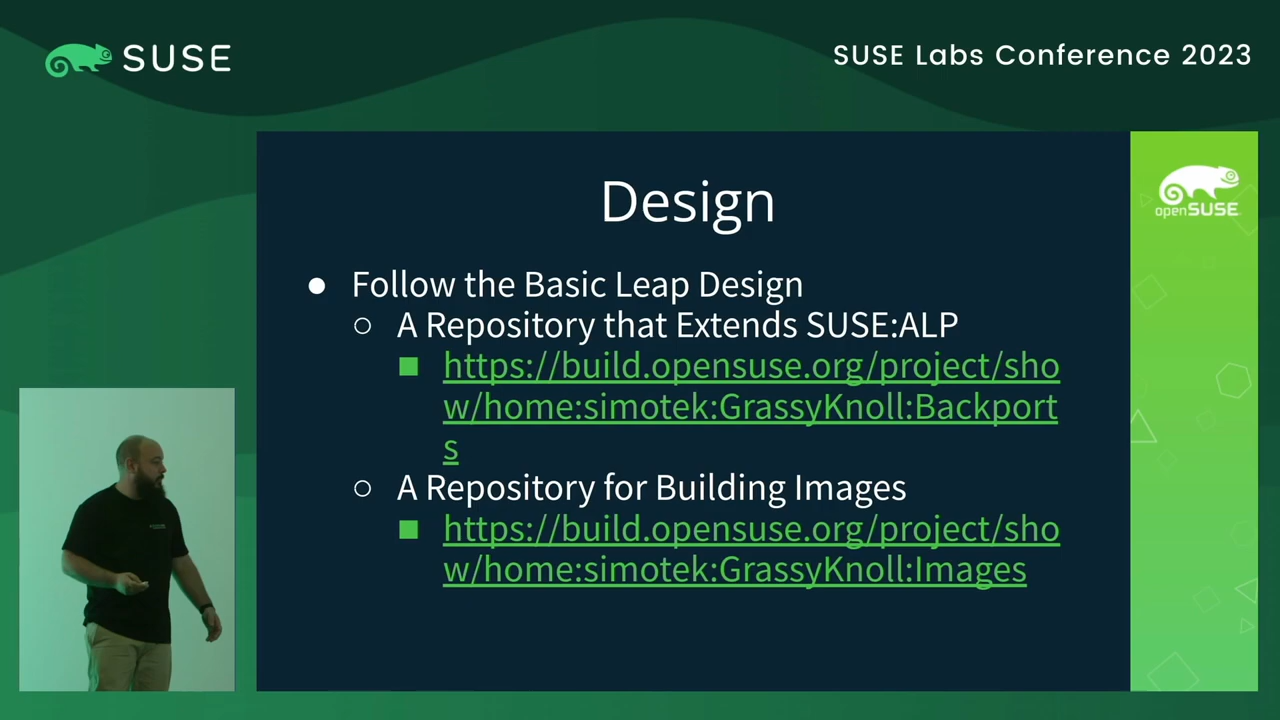 SUSE
SUSE Labs Conference 2023
Design
openSUSE
● Follow the Basic Leap Design
○ A Repository that Extends SUSE:ALP
■ https://build.opensuse.org/project/sho
w/home:simotek:GrassyKnoll:Backport
s
○ A Repository for Building Images
■ https://build.opensuse.org/project/sho
w/home:simotek:GrassyKnoll:Images